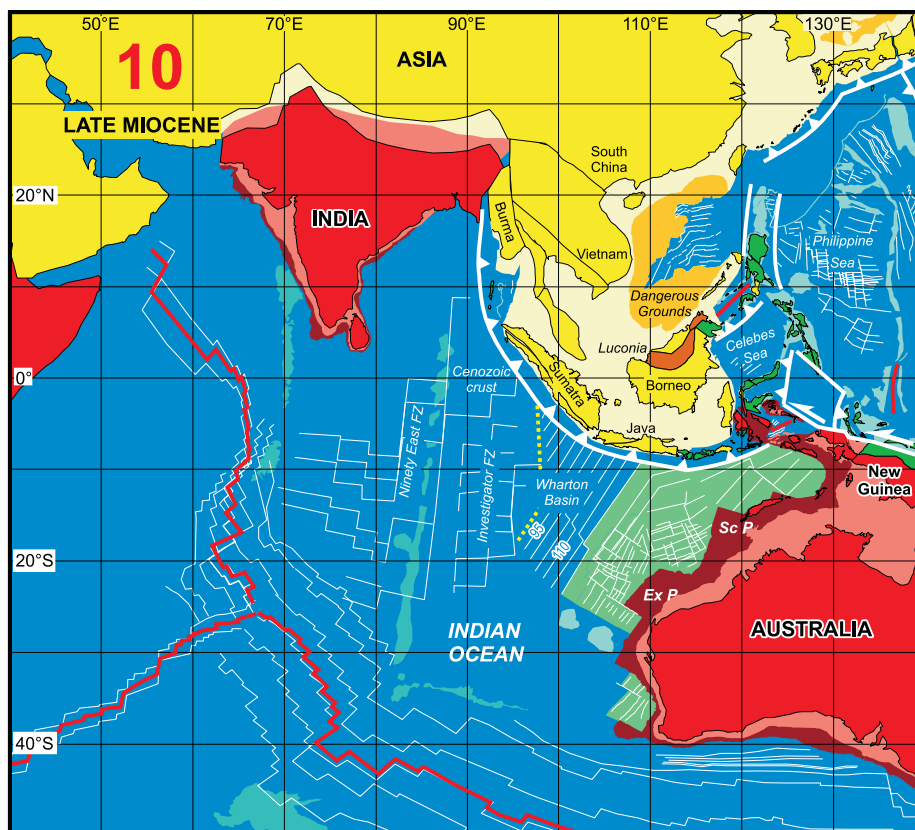 50°E
70°E
90°E
110°E
130°E
10
ASIA
LATE MIOCENE
South
China
20°N
INDIA
Burma
Philippine
Sea
Vietnam
Dangerous
Grounds
Luconia
Celebes
Sea
0°
Cenozoic
crust
Sumatra
Borneo
Java
Ninety East FZ
Investigator FZ
Wharton
Basin
New
Guinea
95
110
Sc P
20°S
Ex P
INDIAN
OCEAN
AUSTRALIA
40°S